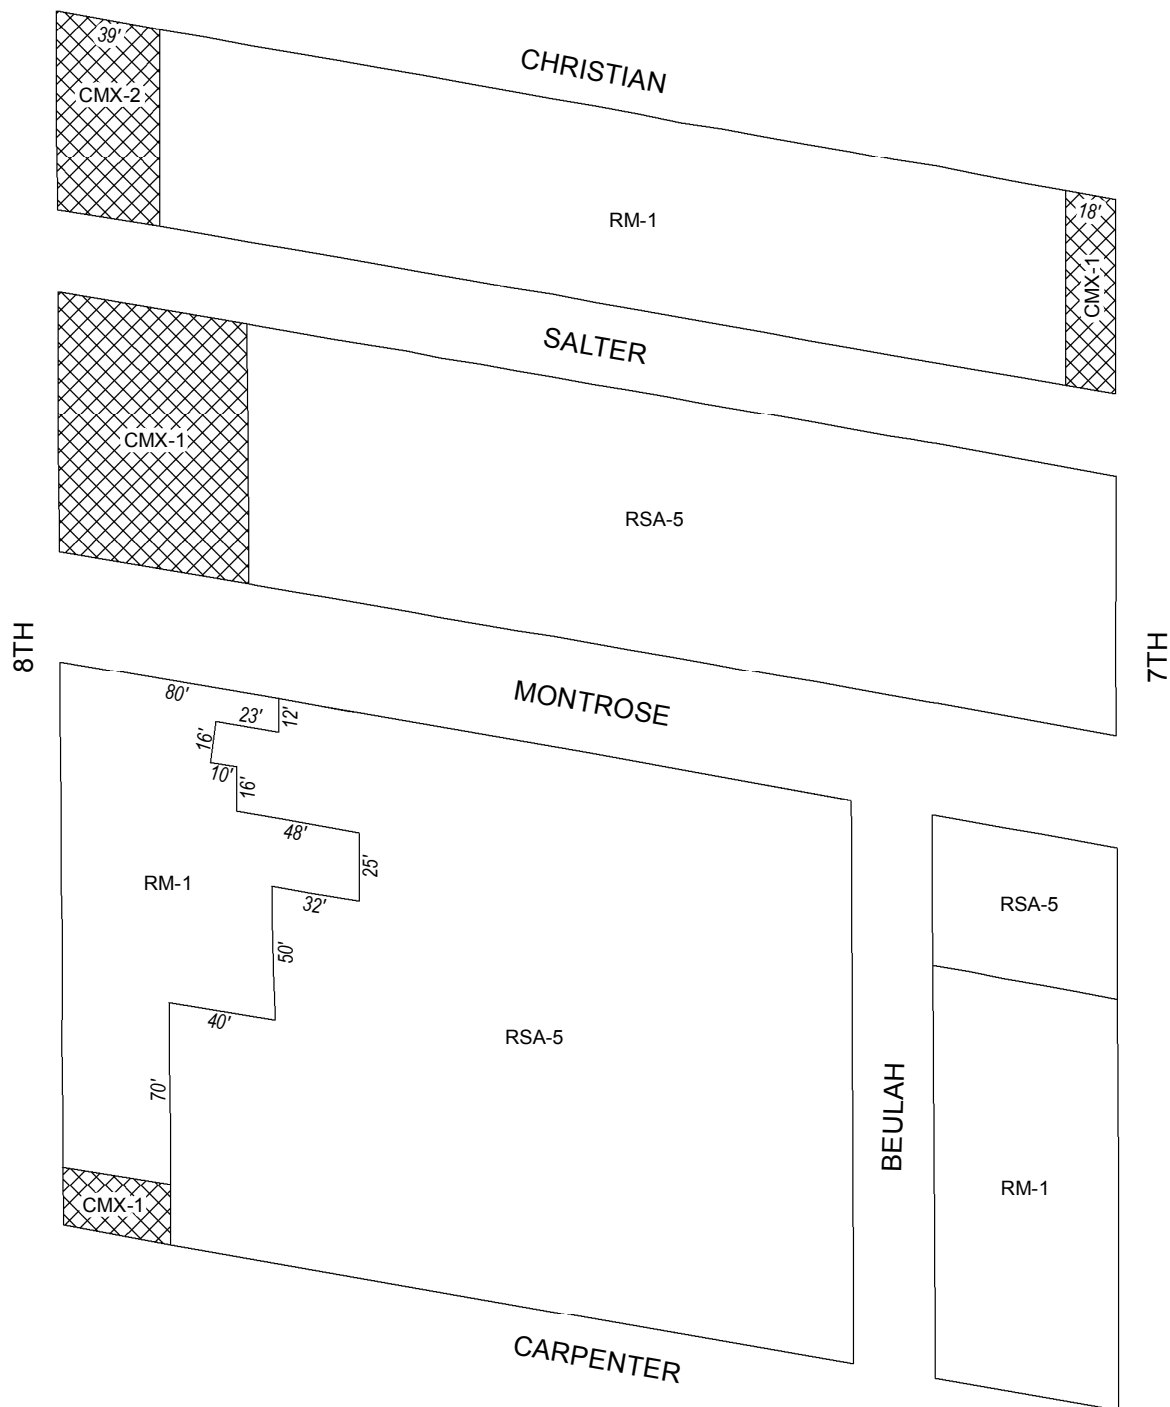 39'
CHRISTIAN
CMX-2
RM-1
18'
CMX-1
SALTER
CMX-1
RSA-5
8TH
7TH
MONTROSE
80'
23'
12'
16'
10'
16'
48'
25'
RM-1
32'
RSA-5
50'
40'
RSA-5
70'
BEULAH
RM-1
CMX-1
CARPENTER